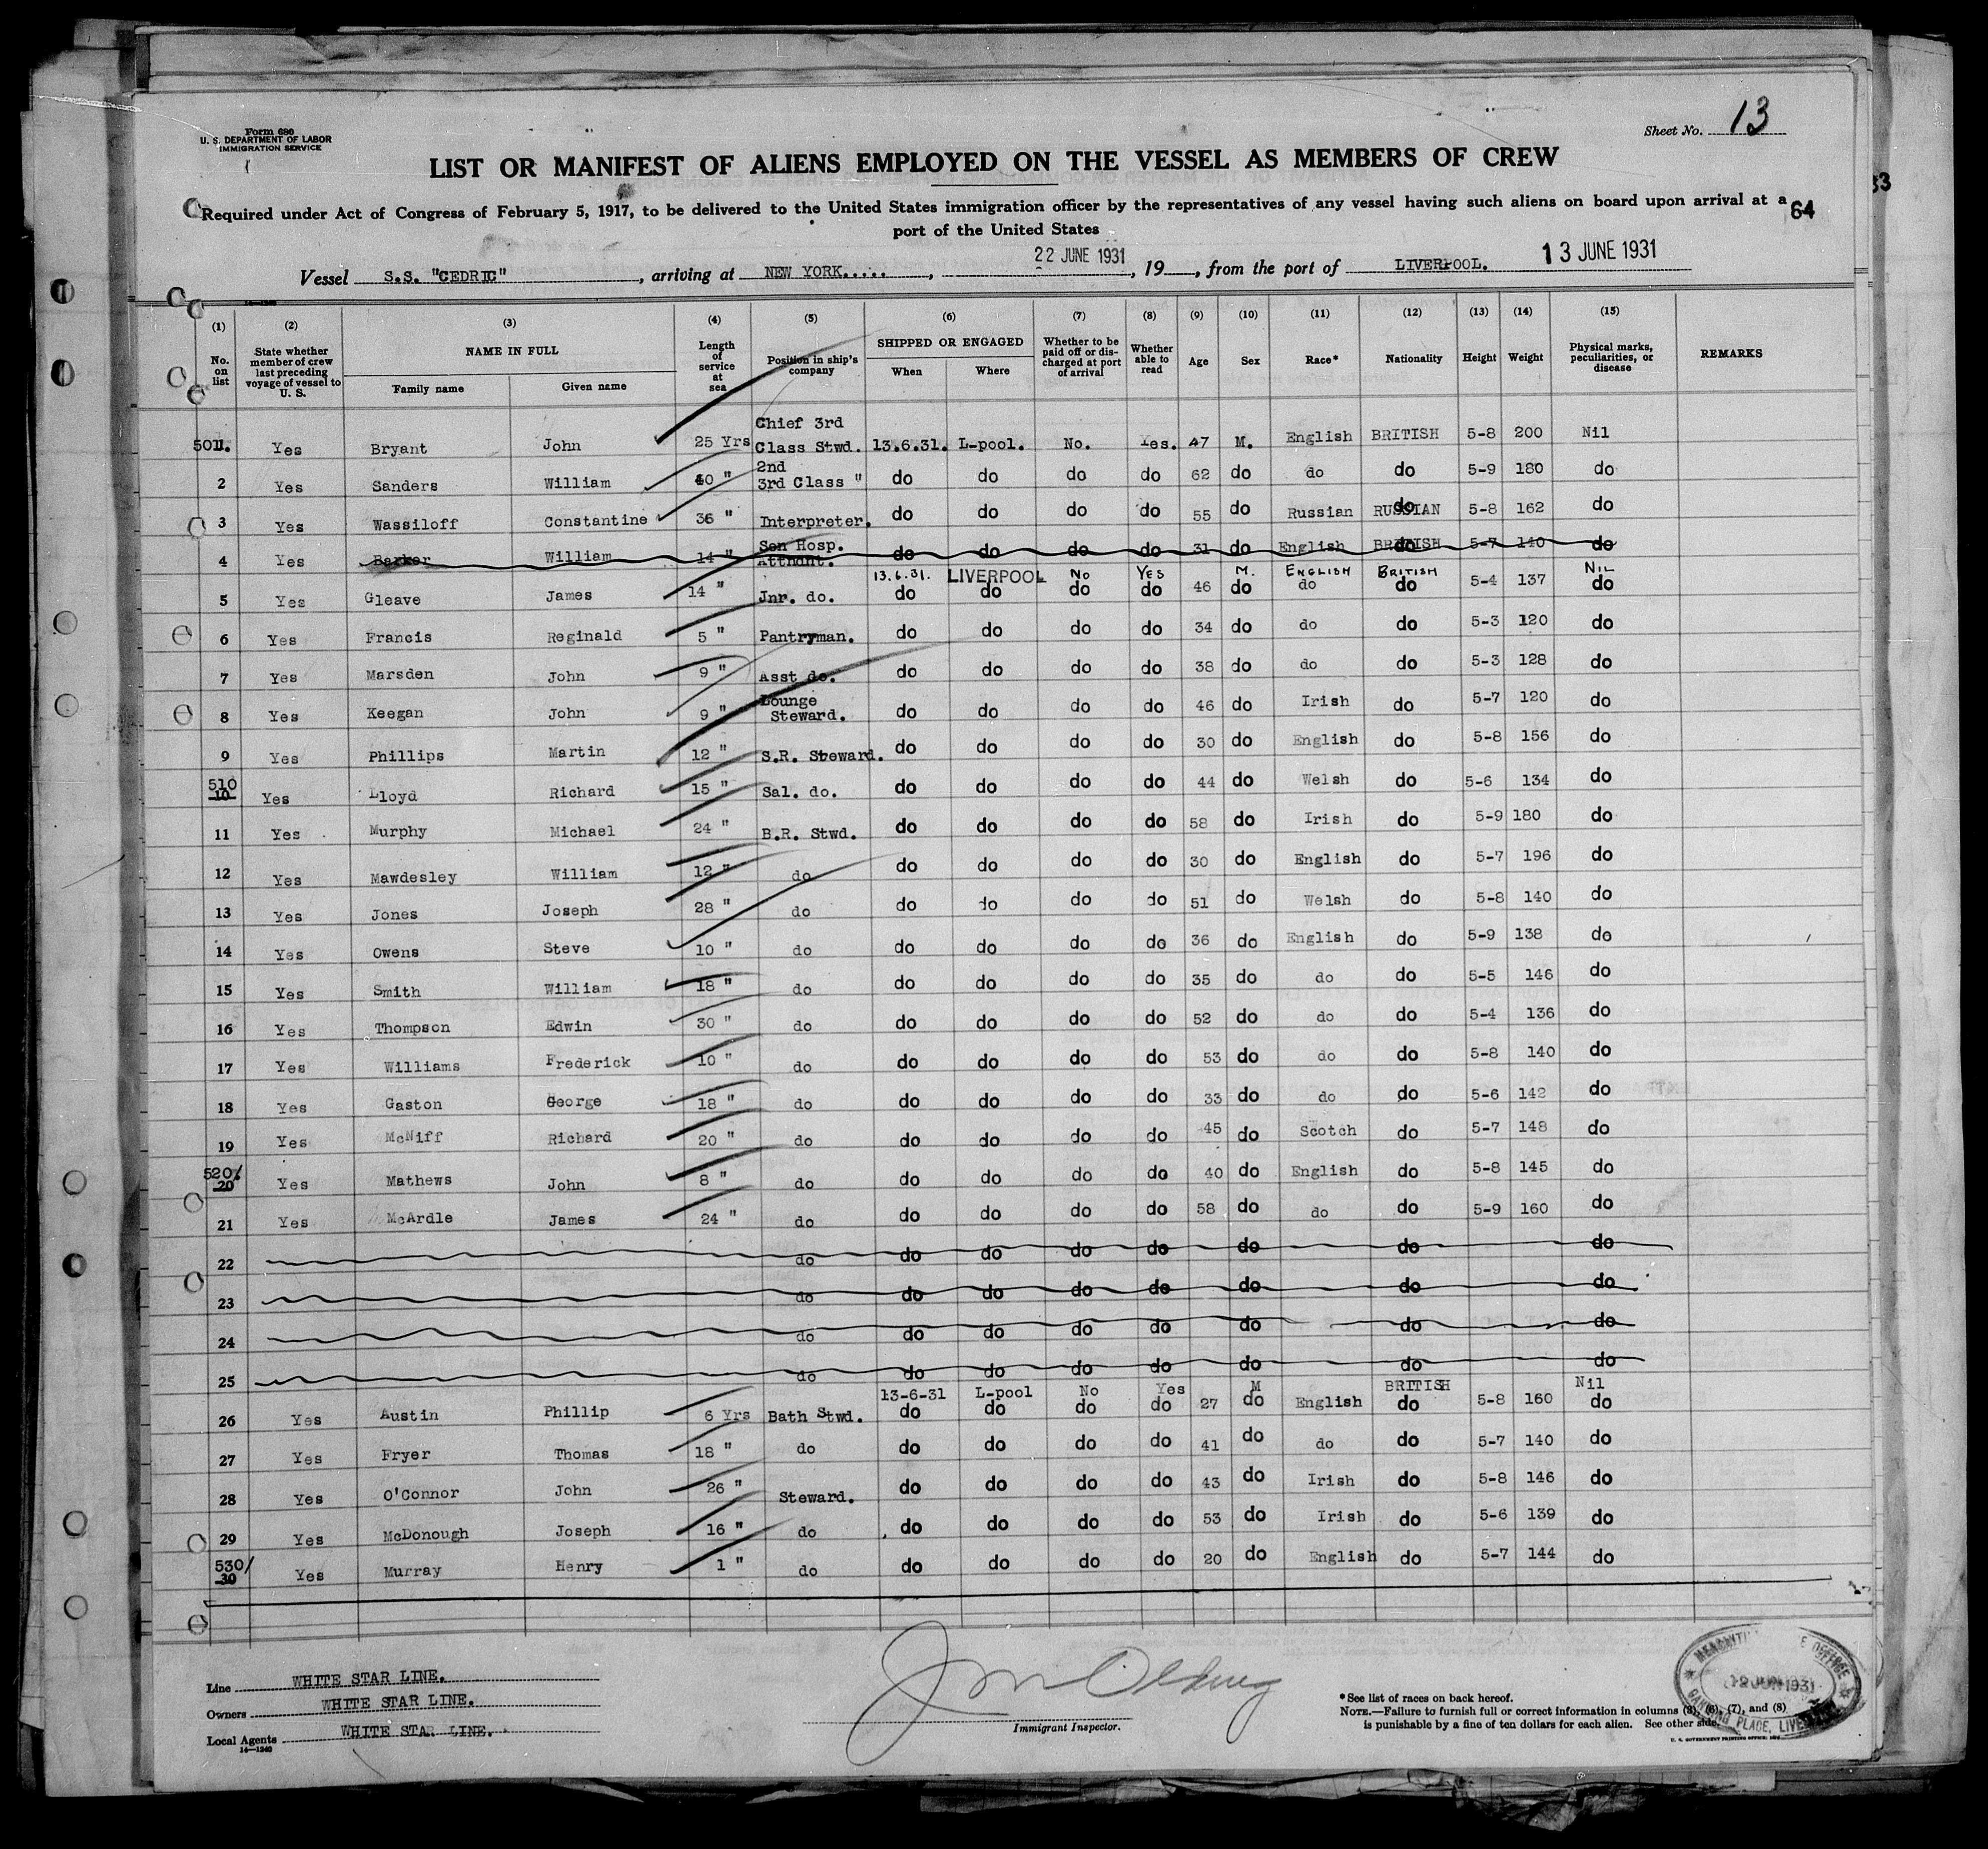 Form 680
U. S. DEPARTMENT OF LABOR
IMMIGRATION SERVICE
Sheet No. 13
LIST OR MANIFEST OF ALIENS EMPLOYED ON THE VESSEL AS MEMBERS OF CREW
33
Required under Act of Congress of February 5, 1917, to be delivered to the United States immigration officer by the representatives of any vessel having such aliens on board upon arrival at a
64
port of the United States
Vessel S.S. "CEDRIC", arriving at NEW YORK....., 22 JUNE 1931, 19, from the port of LIVERPOOL. 13 JUNE 1931
(1) (2) (3) (4) (5) (6) (7) (8) (9) (10) (11) (12) (13) (14) (15)
No. on list
State whether member of crew last preceding voyage of vessel to U. S.
NAME IN FULL
Family name Given name
Length of service at sea
Position in ship's company
SHIPPED OR ENGAGED
When Where
Whether to be paid off or discharged at port of arrival
Whether able to read
Age Sex Race* Nationality Height Weight
Physical marks, peculiarities, or disease
REMARKS
501. Yes Bryant John 25 Yrs Chief 3rd Class Stwd. 13.6.31. L-pool. No. Yes. 47 M. English BRITISH 5-8 200 Nil
2 Yes Sanders William 40 " 2nd 3rd Class " do do do do 62 do do do 5-9 180 do
3 Yes Wassiloff Constantine 36 " Interpreter. do do do do 55 do Russian do RUSSIAN 5-8 162 do
4 Yes Barker William 14 " Sen Hosp. Attndnt. do do do do 31 do English do BRITISH 5-7 140 do
13.6.31. LIVERPOOL No YES M. ENGLISH BRITISH NIL
5 Yes Gleave James 14 " Jnr. do. do do do do 46 do do do 5-4 137 do
6 Yes Francis Reginald 5 " Pantryman. do do do do 34 do do do 5-3 120 do
7 Yes Marsden John 9 " Asst do. do do do do 38 do do do 5-3 128 do
8 Yes Keegan John 9 " Lounge Steward. do do do do 46 do Irish do 5-7 120 do
9 Yes Phillips Martin 12 " S.R. Steward. do do do do 30 do English do 5-8 156 do
510
10 Yes Lloyd Richard 15 " Sal. do. do do do do 44 do Welsh do 5-6 134 do
11 Yes Murphy Michael 24 " B.R. Stwd. do do do do 58 do Irish do 5-9 180 do
12 Yes Mawdesley William 12 " do do do do do 30 do English do 5-7 196 do
13 Yes Jones Joseph 28 " do do do do do 51 do Welsh do 5-8 140 do
14 Yes Owens Steve 10 " do do do do do 36 do English do 5-9 138 do
15 Yes Smith William 18 " do do do do do 35 do do do 5-5 146 do
16 Yes Thompson Edwin 30 " do do do do do 52 do do do 5-4 136 do
17 Yes Williams Frederick 10 " do do do do do 53 do do do 5-8 140 do
18 Yes Gaston George 18 " do do do do do 33 do do do 5-6 142 do
19 Yes McNiff Richard 20 " do do do do do 45 do Scotch do 5-7 148 do
520/
20 Yes Mathews John 8 " do do do do do 40 do English do 5-8 145 do
21 Yes McArdle James 24 " do do do do do 58 do do do 5-9 160 do
22 do do do do do do do do
23 do do do do do do do do
24 do do do do do do do do
25 do do do do do do do do
13-6-31 L-pool No Yes M BRITISH Nil
26 Yes Austin Phillip 6 Yrs Bath Stwd. do do do do 27 do English do 5-8 160 do
27 Yes Fryer Thomas 18 " do do do do do 41 do do do 5-7 140 do
28 Yes O'Connor John 26 " Steward. do do do do 43 do Irish do 5-8 146 do
29 Yes McDonough Joseph 16 " do do do do do 53 do Irish do 5-6 139 do
530/
30 Yes Murray Henry 1 " do do do do do 20 do English do 5-7 144 do
Line WHITE STAR LINE.
Owners WHITE STAR LINE.
Local Agents WHITE STAR LINE.
14—1240
Immigrant Inspector.
*See list of races on back hereof.
NOTE.—Failure to furnish full or correct information in columns (3), (6), (7), and (8)
is punishable by a fine of ten dollars for each alien. See other side.
U. S. GOVERNMENT PRINTING OFFICE
12 JUN 1931
PLACE, LIVERPOOL